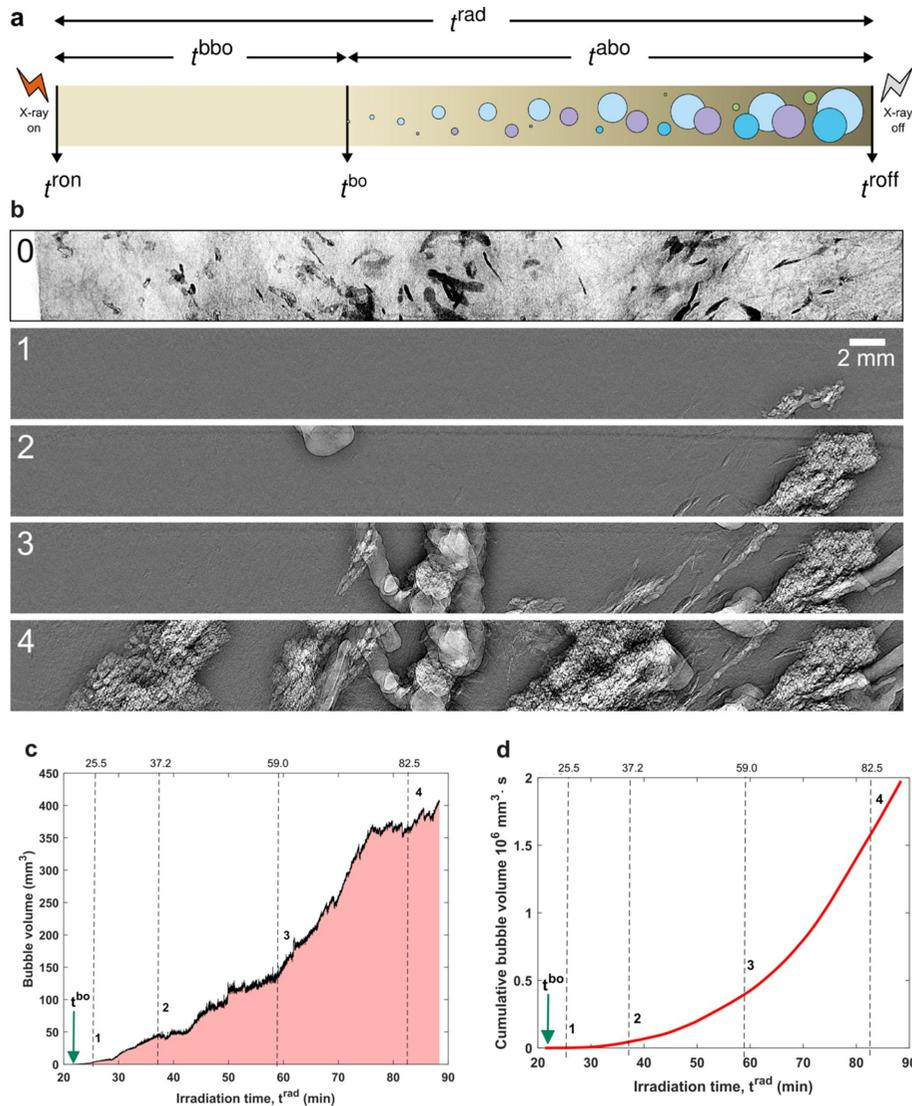 a
t^rad
t^bbo t^abo
X-ray on
X-ray off
t^ron t^bo t^roff
b
0
1
2 mm
2
3
4
c
25.5 37.2 59.0 82.5
450
400
350
300
250
200
150
100
50
0
Bubble volume (mm³)
t^bo
1
2
3
4
20 30 40 50 60 70 80 90
Irradiation time, t^rad (min)
d
25.5 37.2 59.0 82.5
2
1.5
1
0.5
0
Cumulative bubble volume 10⁶ mm³· s
t^bo
1
2
3
4
20 30 40 50 60 70 80 90
Irradiation time, t^rad (min)